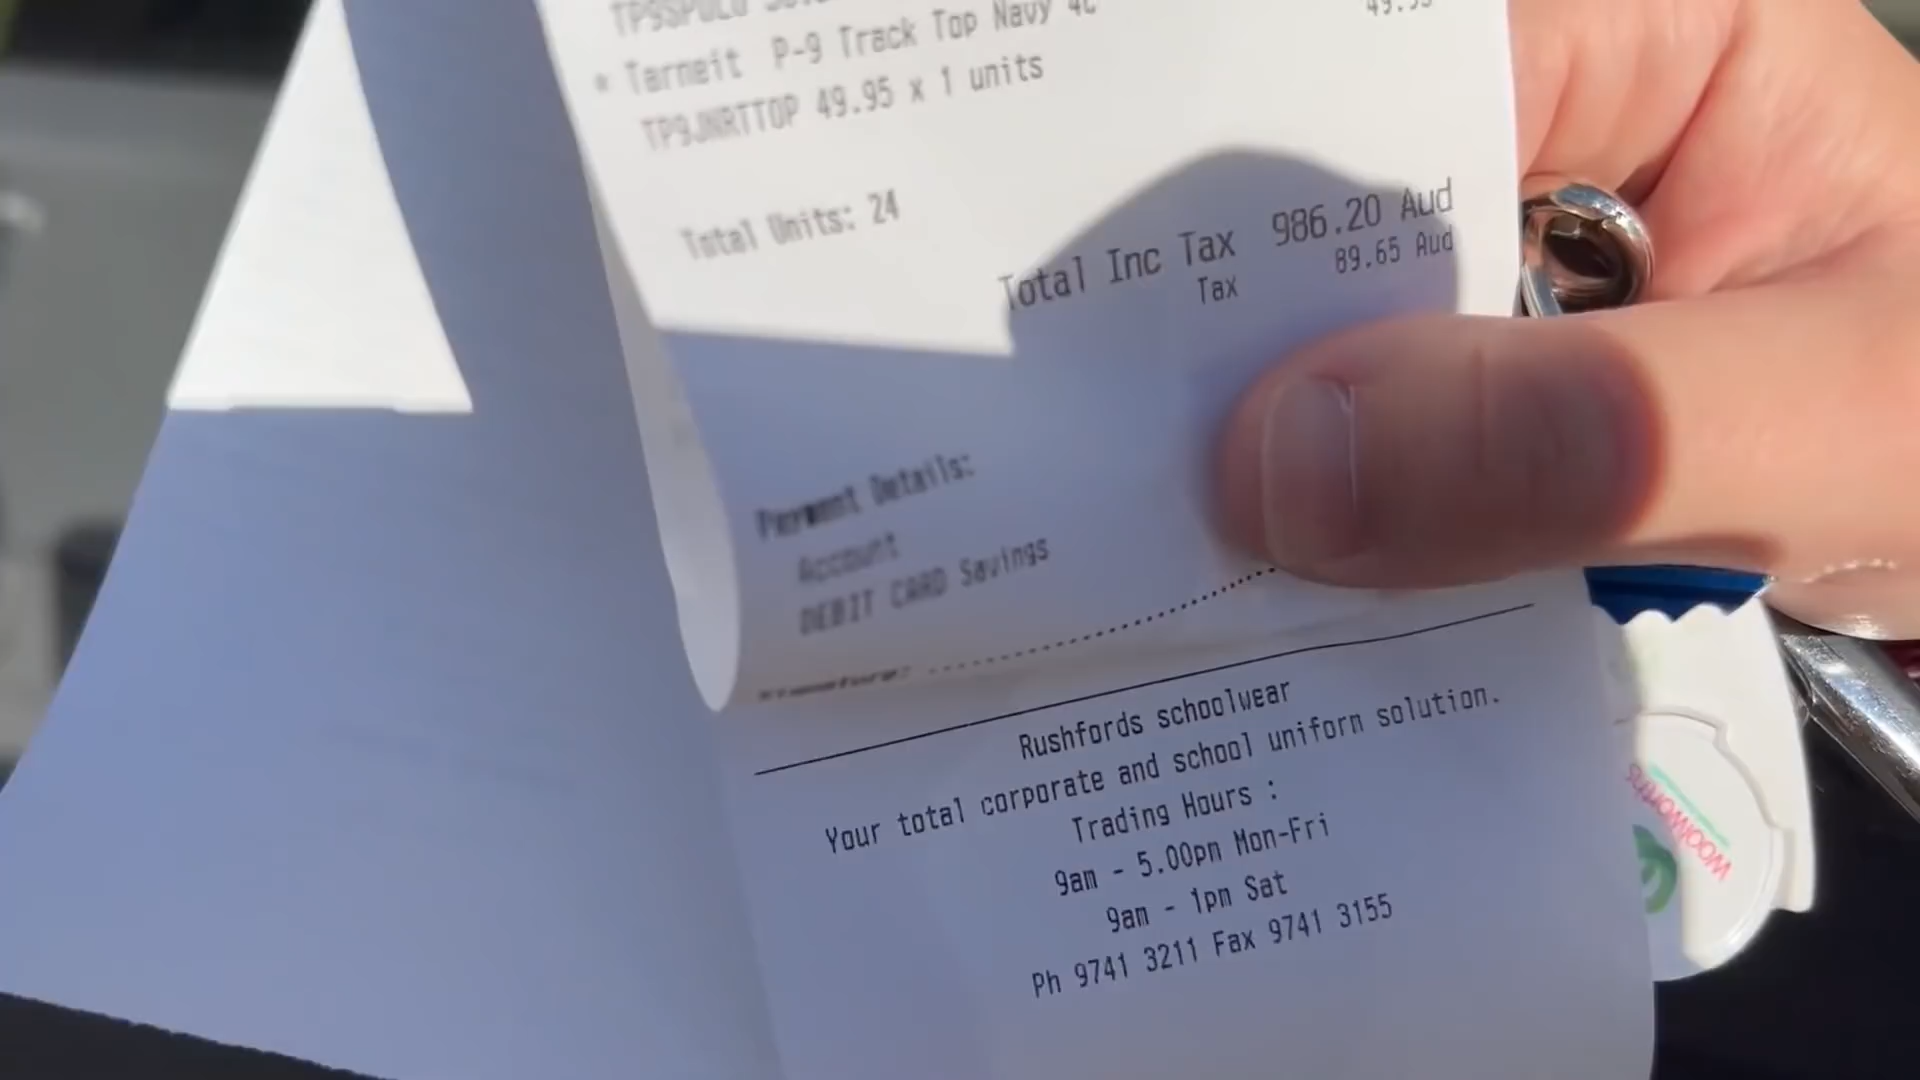 * Tarneit P-9 Track Top Navy 4C
TP9JNRTTOP 49.95 x 1 units
Total Units: 24
Total Inc Tax 986.20 Aud
Tax 89.65 Aud
Payment Details:
Account
DEBIT CARD Savings
Rushfords schoolwear
Your total corporate and school uniform solution.
Trading Hours :
9am - 5.00pm Mon-Fri
9am - 1pm Sat
Ph 9741 3211 Fax 9741 3155
woolworths